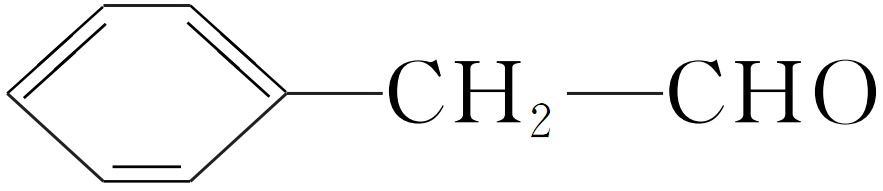 CH₂ — CHO